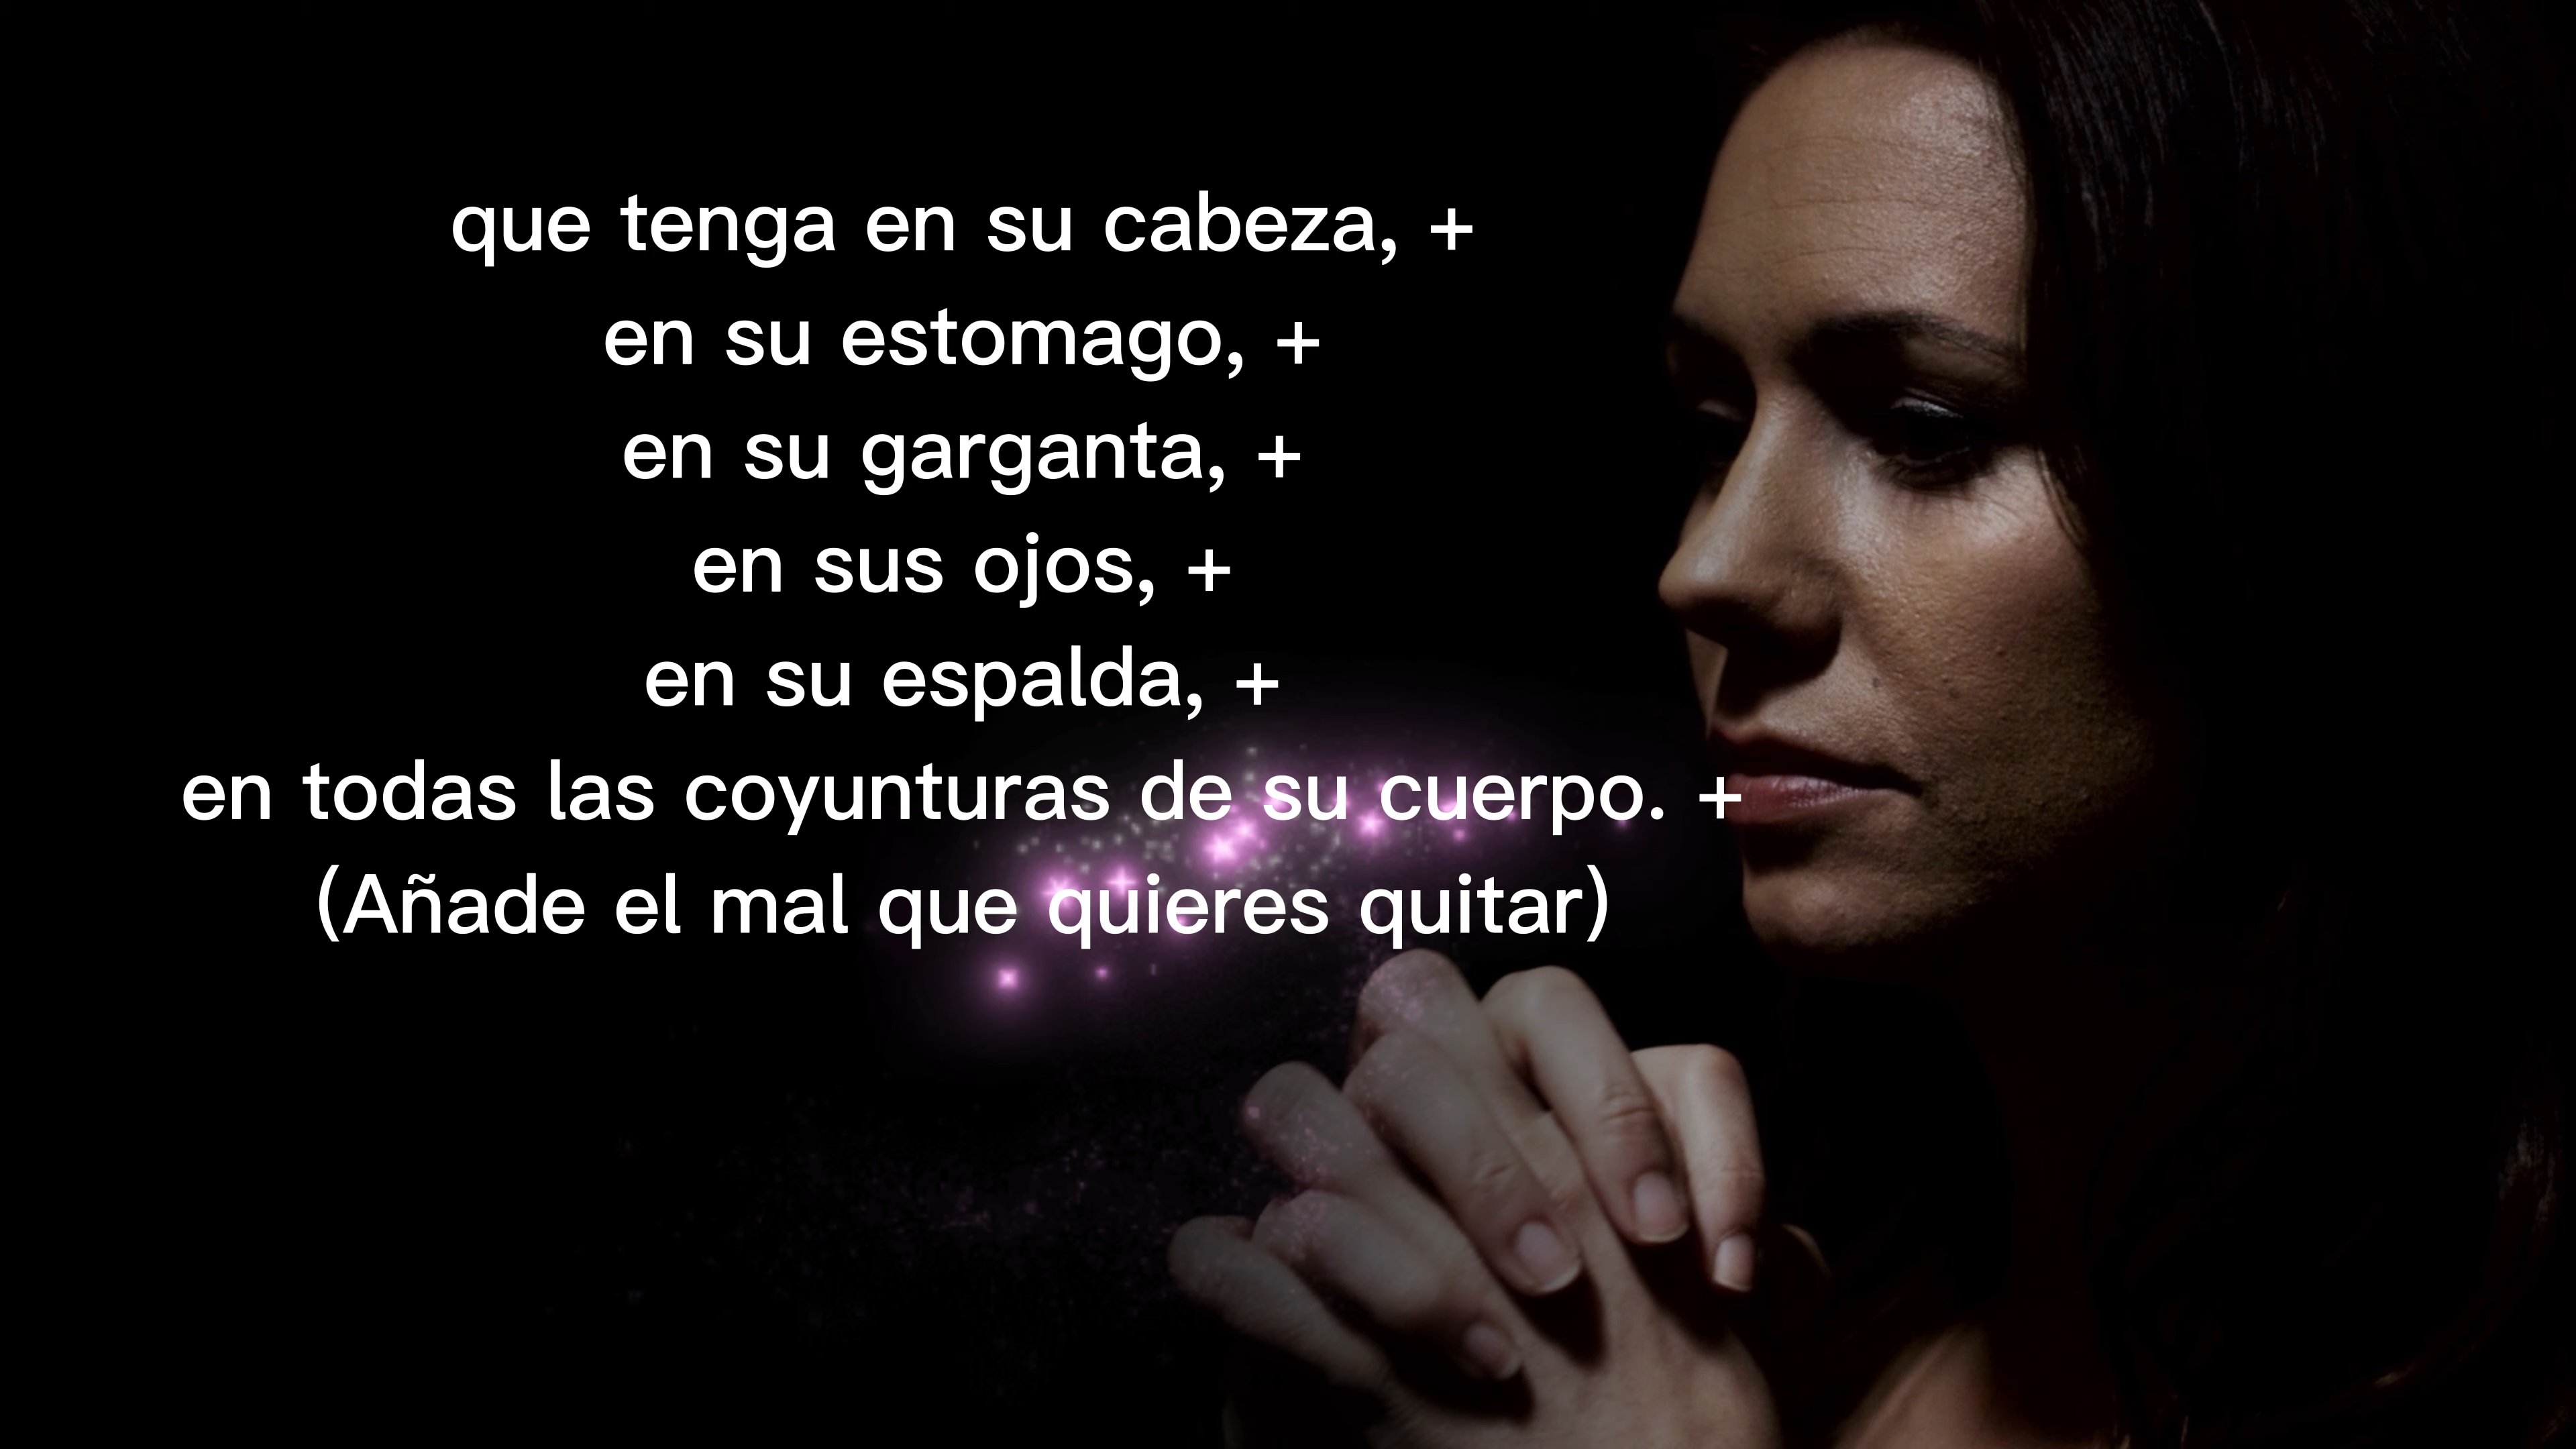 que tenga en su cabeza, +
en su estomago, +
en su garganta, +
en sus ojos, +
en su espalda, +
en todas las coyunturas de su cuerpo. +
(Añade el mal que quieres quitar)